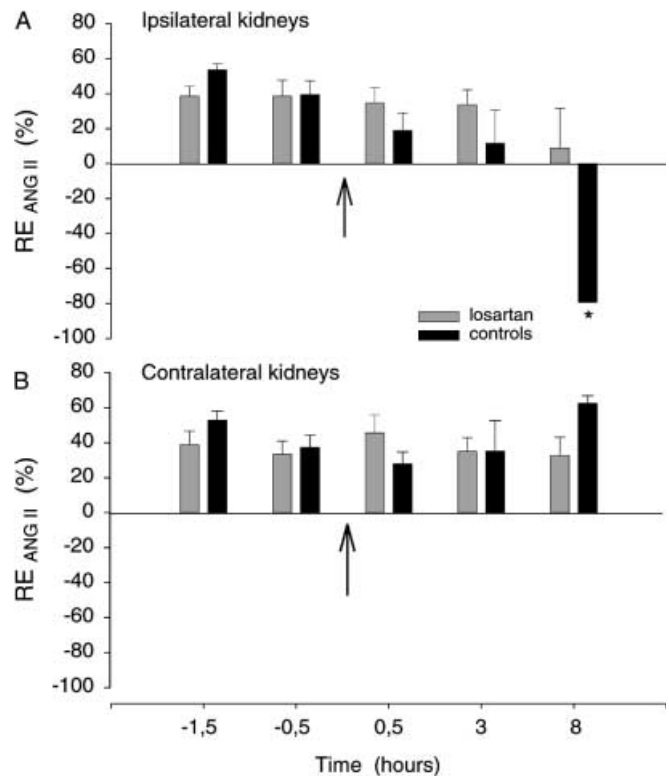 A
Ipsilateral kidneys
80
60
40
20
0
-20
-40
-60
-80
-100
RE ANG II (%)
losartan
controls
*
B
Contralateral kidneys
80
60
40
20
0
-20
-40
-60
-80
-100
RE ANG II (%)
-1,5 -0,5 0,5 3 8
Time (hours)